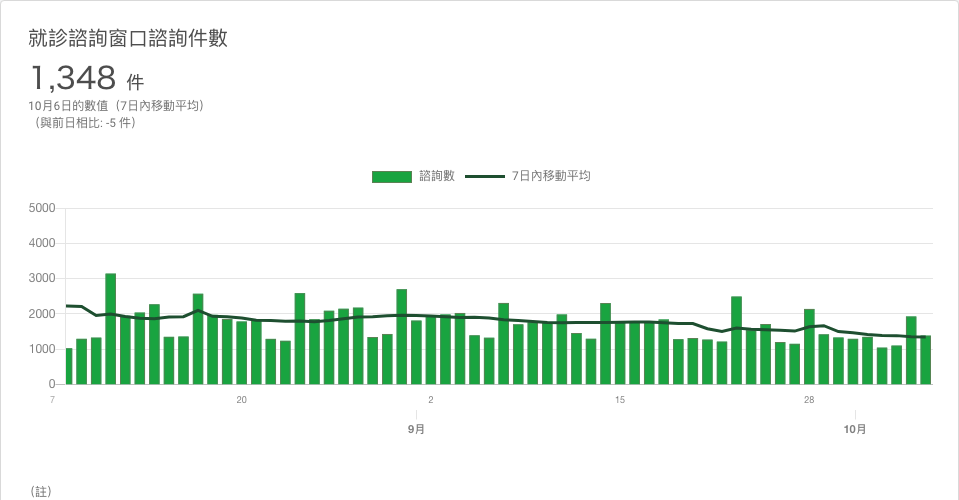 就診諮詢窗口諮詢件數
1,348 件
10月6日的數值（7日內移動平均）
（與前日相比: -5 件）
諮詢數 7日內移動平均
5000
4000
3000
2000
1000
0
7 20 2 15 28
9月 10月
（註）